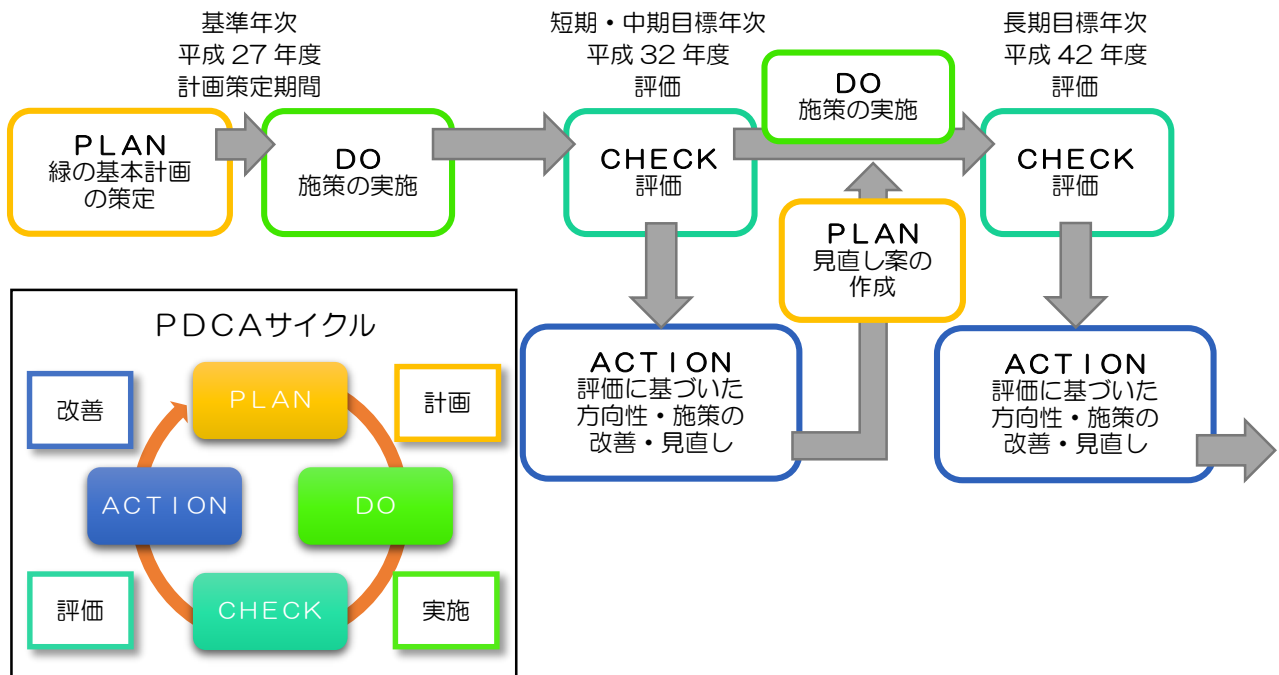 基準年次
平成 27 年度
計画策定期間
短期・中期目標年次
平成 32 年度
評価
長期目標年次
平成 42 年度
評価
PLAN
緑の基本計画
の策定
DO
施策の実施
CHECK
評価
DO
施策の実施
CHECK
評価
PLAN
見直し案の
作成
ACTION
評価に基づいた
方向性・施策の
改善・見直し
ACTION
評価に基づいた
方向性・施策の
改善・見直し
PDCAサイクル
改善
PLAN
計画
ACTION
DO
評価
CHECK
実施